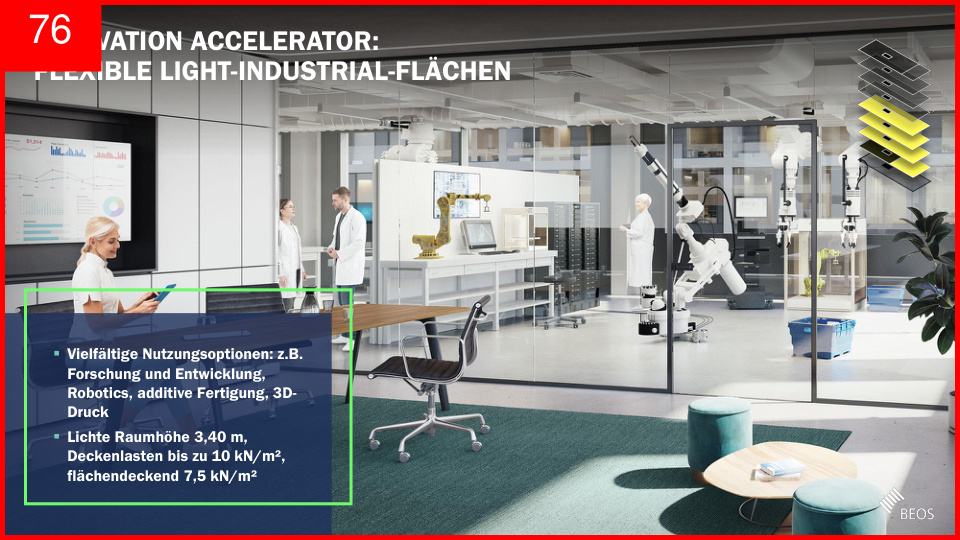 76
VATION ACCELERATOR:
FLEXIBLE LIGHT-INDUSTRIAL-FLÄCHEN
Vielfältige Nutzungsoptionen: z.B.
Forschung und Entwicklung,
Robotics, additive Fertigung, 3D-
Druck
Lichte Raumhöhe 3,40 m,
Deckenlasten bis zu 10 kN/m²,
flächendeckend 7,5 kN/m²
BEOS